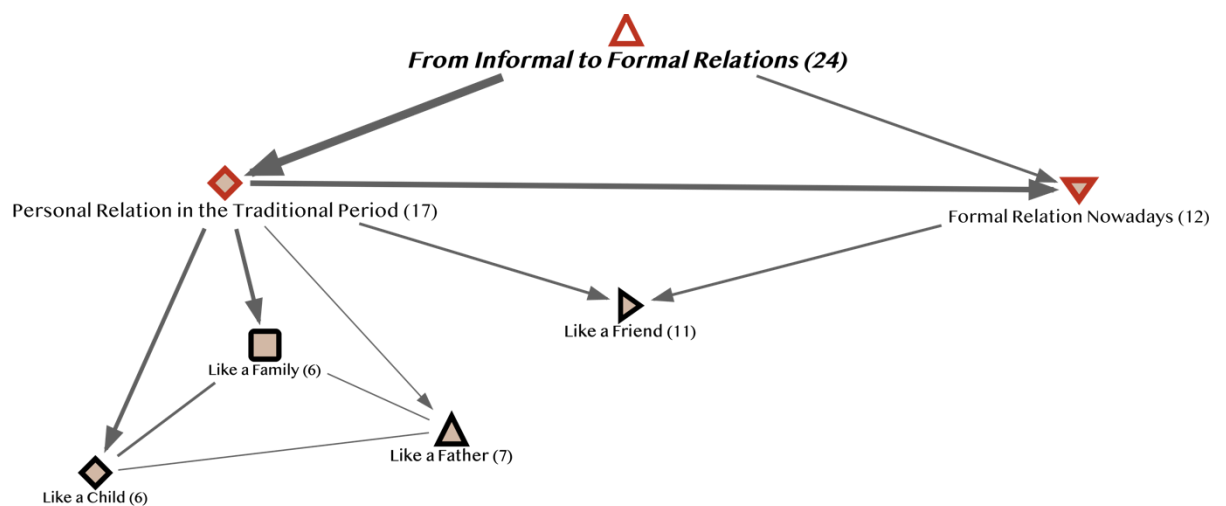 From Informal to Formal Relations (24)
Personal Relation in the Traditional Period (17)
Formal Relation Nowadays (12)
Like a Friend (11)
Like a Family (6)
Like a Father (7)
Like a Child (6)